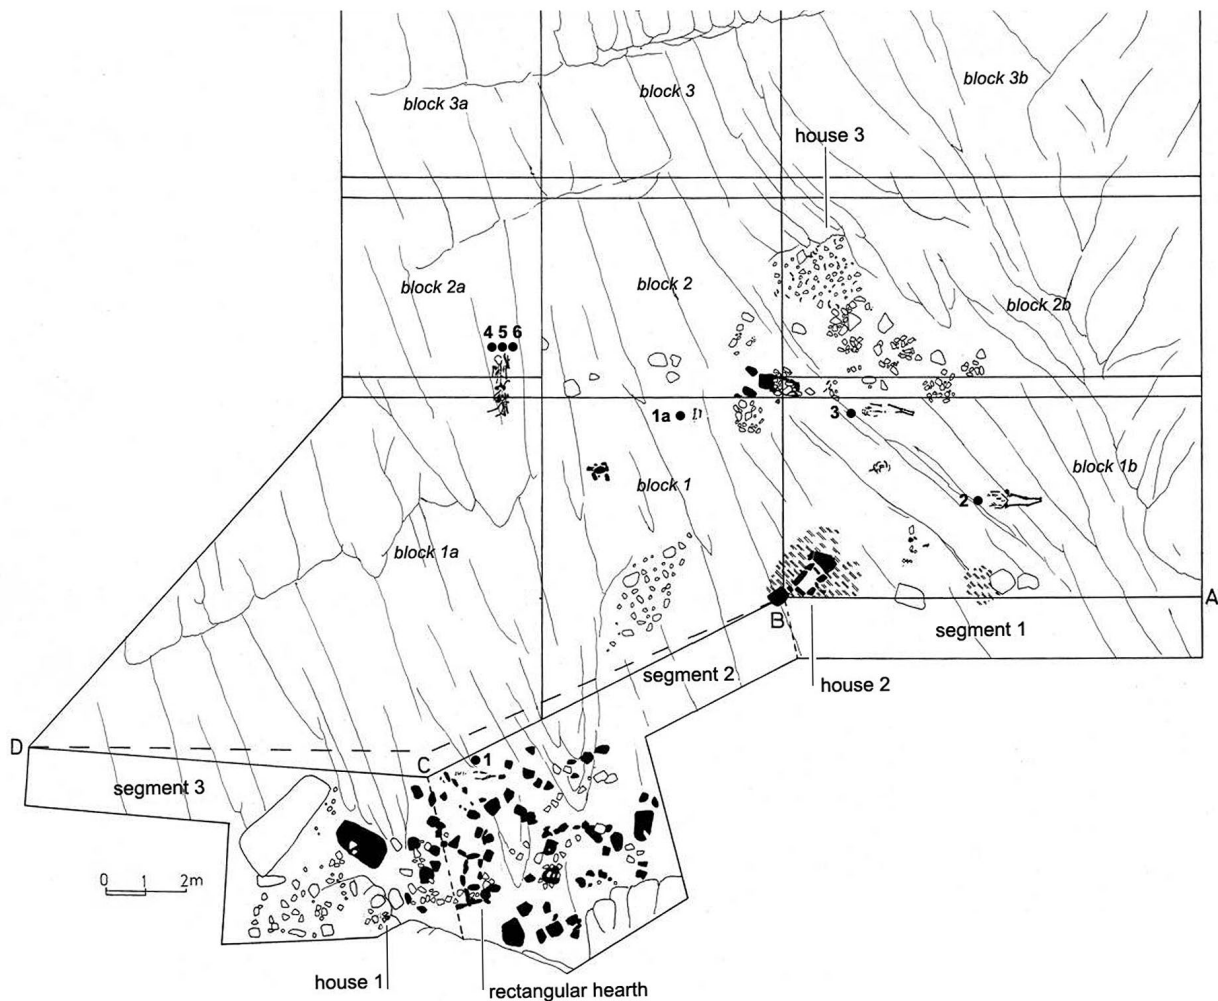 block 3a
block 3
block 3b
house 3
block 2a
block 2
block 2b
4 5 6
1a
3
block 1
block 1b
2
block 1a
B
A
segment 1
segment 2
house 2
D
C
1
segment 3
0 1 2m
house 1
rectangular hearth